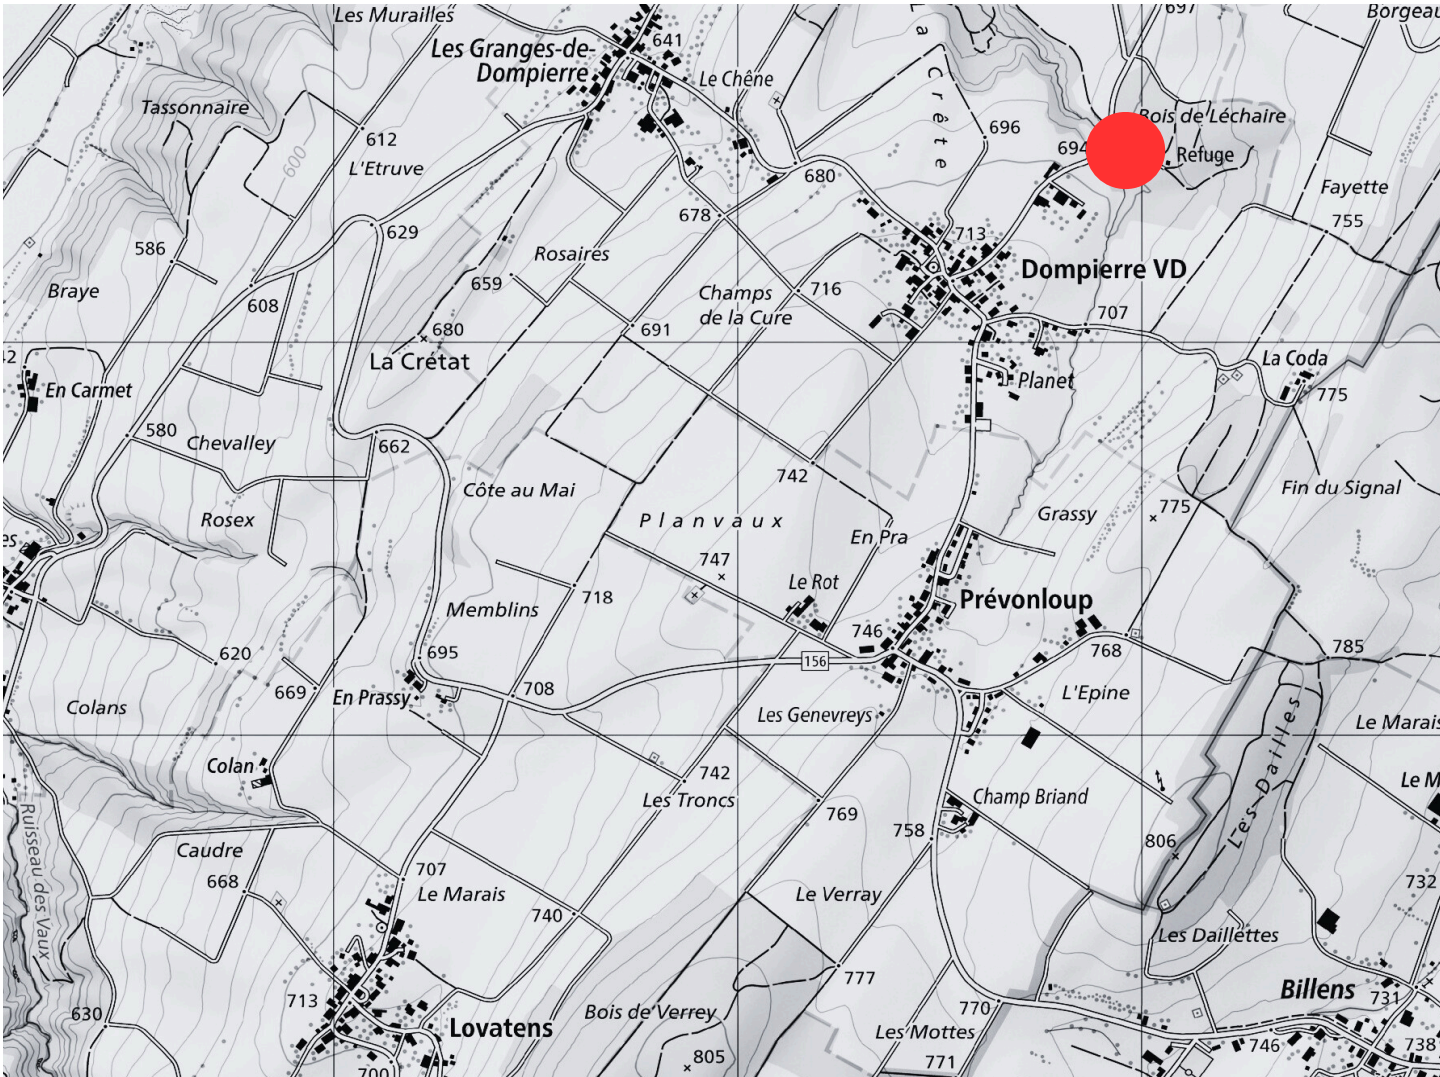 697
Borgeau
Les Murailles
641
Les Granges-de-
Dompierre
Le Chêne
Crête
Tassonnaire
612
L'Etruve
600
696
694
Bois de Léchaire
Refuge
680
Fayette
678
755
629
713
586
Rosaires
Dompierre VD
659
Braye
608
Champs
de la Cure
716
680
691
707
La Crétat
La Coda
En Carmet
Planet
775
580
Chevalley
662
742
Côte au Mai
Fin du Signal
Rosex
Planvaux
Grassy
775
En Pra
747
Le Rot
Memblins
718
Prévonloup
746
768
785
620
695
156
669
En Prassy
708
L'Epine
Colans
Les Genevreys
Le Marais
Colan
742
Les Troncs
Champ Briand
Les Dailles
769
758
806
Ruisseau des Vaux
Caudre
668
707
Le Marais
Le Verray
732
740
Les Daillettes
777
Billens
713
731
630
Lovatens
Bois de Verrey
770
Les Mottes
805
771
746
738
700